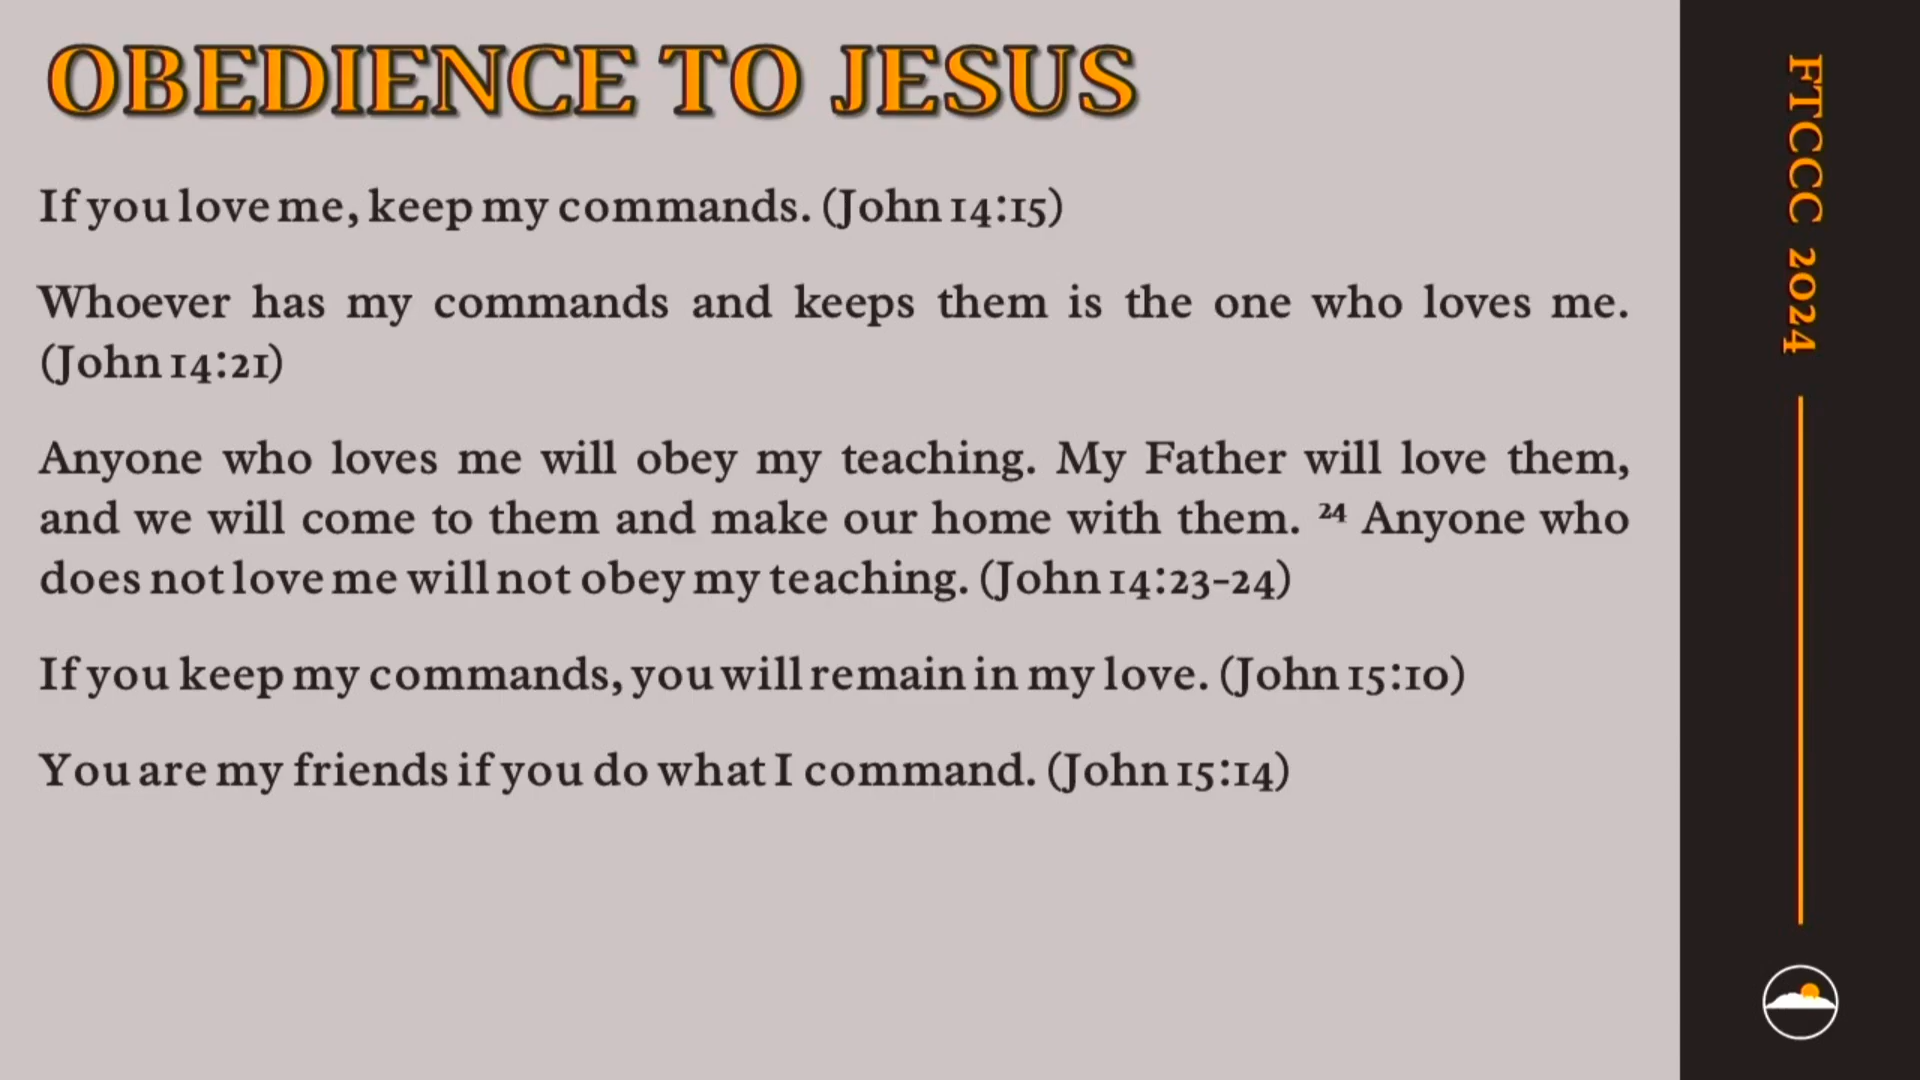 OBEDIENCE TO JESUS
If you love me, keep my commands. (John 14:15)
Whoever has my commands and keeps them is the one who loves me.
(John 14:21)
Anyone who loves me will obey my teaching. My Father will love them,
and we will come to them and make our home with them. ²⁴ Anyone who
does not love me will not obey my teaching. (John 14:23-24)
If you keep my commands, you will remain in my love. (John 15:10)
You are my friends if you do what I command. (John 15:14)
FTCCC 2024